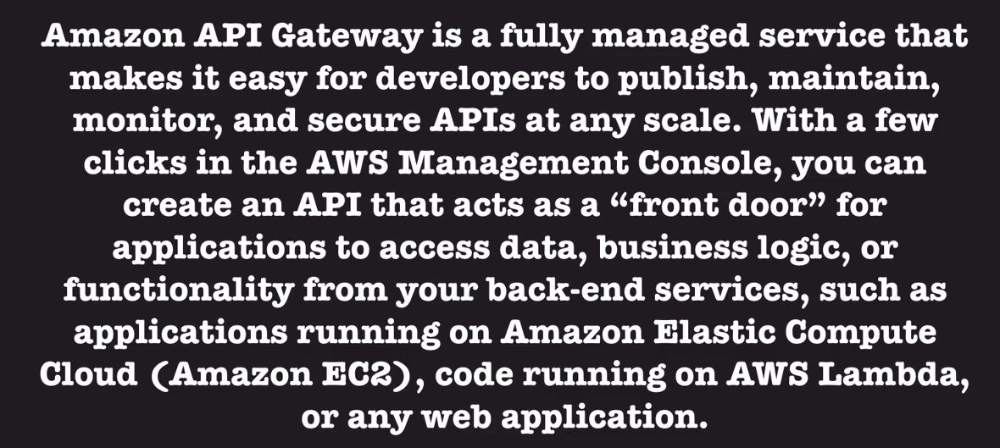 Amazon API Gateway is a fully managed service that
makes it easy for developers to publish, maintain,
monitor, and secure APIs at any scale. With a few
clicks in the AWS Management Console, you can
create an API that acts as a “front door” for
applications to access data, business logic, or
functionality from your back-end services, such as
applications running on Amazon Elastic Compute
Cloud (Amazon EC2), code running on AWS Lambda,
or any web application.